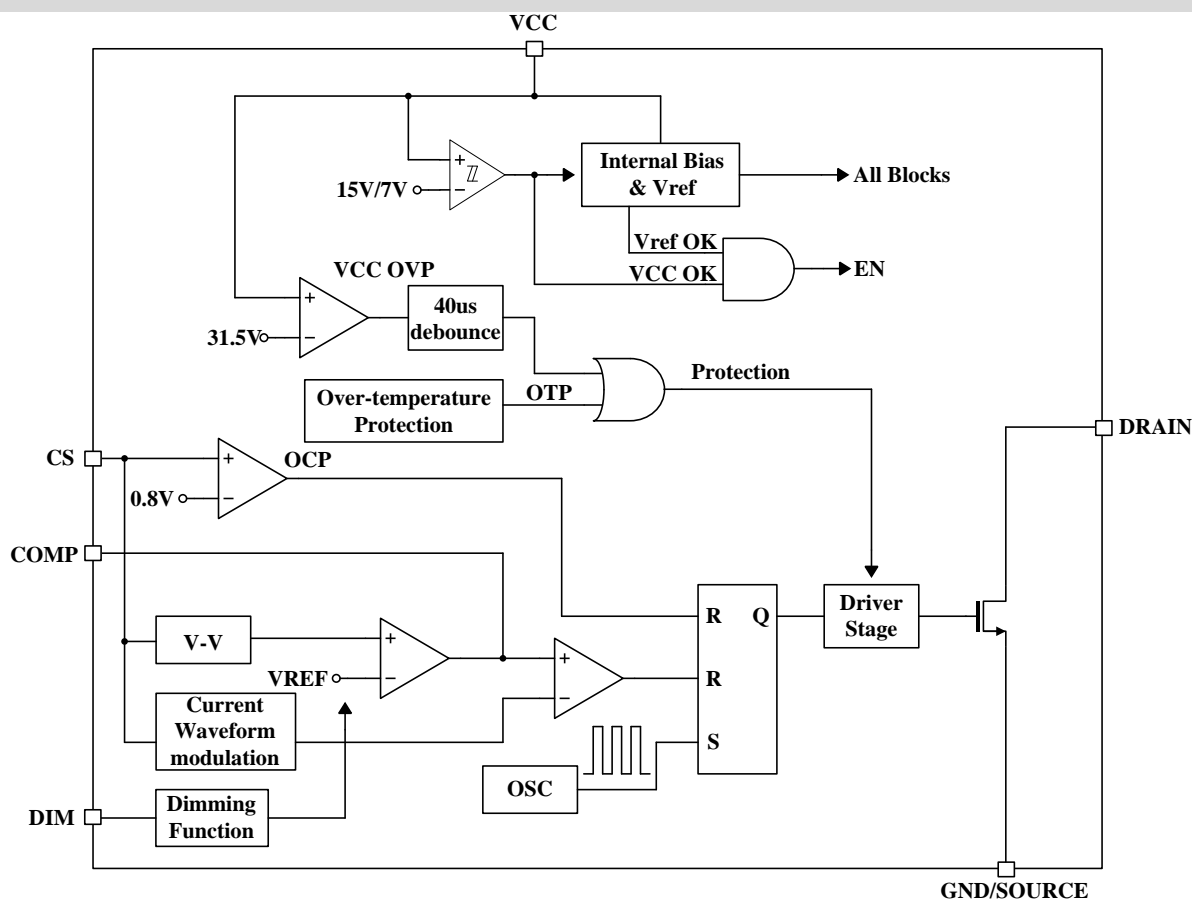 VCC
Internal Bias
& Vref
All Blocks
15V/7V
+
−
Vref OK
VCC OK
EN
VCC OVP
+
−
31.5V
40us
debounce
Protection
Over-temperature
Protection
OTP
DRAIN
CS
+
−
OCP
0.8V
COMP
V-V
+
−
VREF
+
−
R
Q
R
S
Driver
Stage
Current
Waveform
modulation
OSC
DIM
Dimming
Function
GND/SOURCE